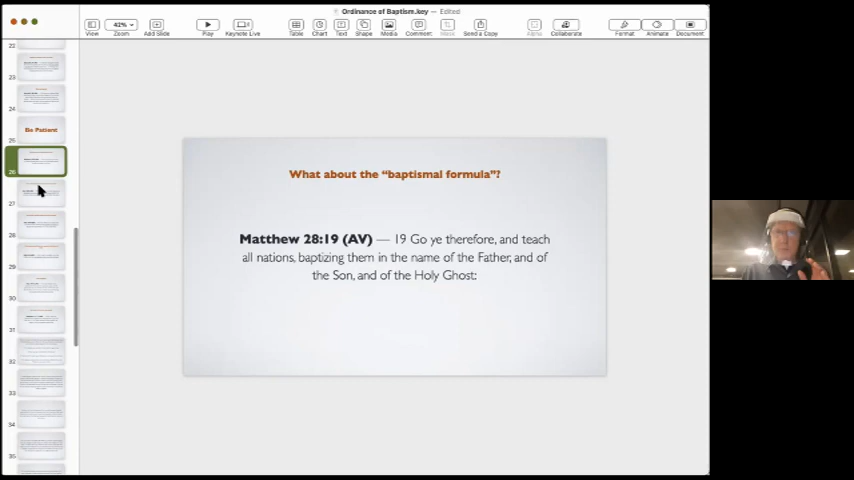 Ordinance of Baptism.key — Edited
42%
View
Zoom
Add Slide
Play
Keynote Live
Table
Chart
Text
Shape
Media
Comment
Mask
Send a Copy
Alpha
Collaborate
Format
Animate
Document
22
23
24
Be Patient
25
26
27
28
29
30
31
32
33
34
35
What about the “baptismal formula”?
Matthew 28:19 (AV) — 19 Go ye therefore, and teach
all nations, baptizing them in the name of the Father, and of
the Son, and of the Holy Ghost: